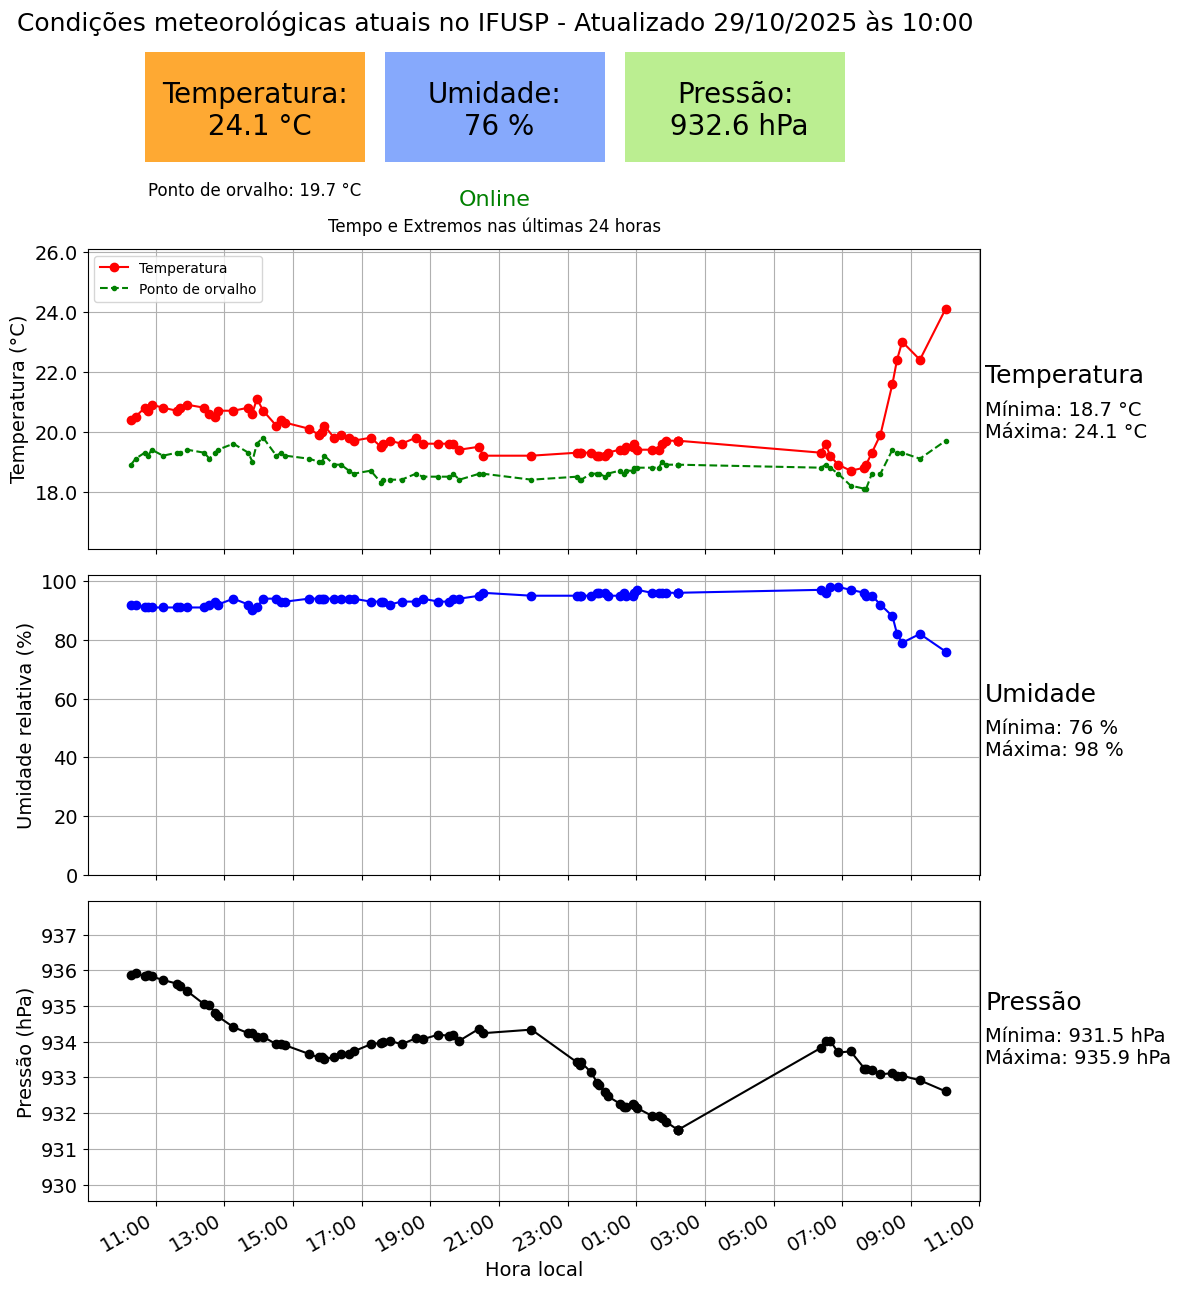 Condições meteorológicas atuais no IFUSP - Atualizado 29/10/2025 às 10:00
Temperatura:
24.1 °C
Umidade:
76 %
Pressão:
932.6 hPa
Ponto de orvalho: 19.7 °C
Online
Tempo e Extremos nas últimas 24 horas
Temperatura (°C)
26.0
24.0
22.0
20.0
18.0
Temperatura
Ponto de orvalho
Temperatura
Mínima: 18.7 °C
Máxima: 24.1 °C
Umidade relativa (%)
100
80
60
40
20
0
Umidade
Mínima: 76 %
Máxima: 98 %
Pressão (hPa)
937
936
935
934
933
932
931
930
Pressão
Mínima: 931.5 hPa
Máxima: 935.9 hPa
11:00
13:00
15:00
17:00
19:00
21:00
23:00
01:00
03:00
05:00
07:00
09:00
11:00
Hora local